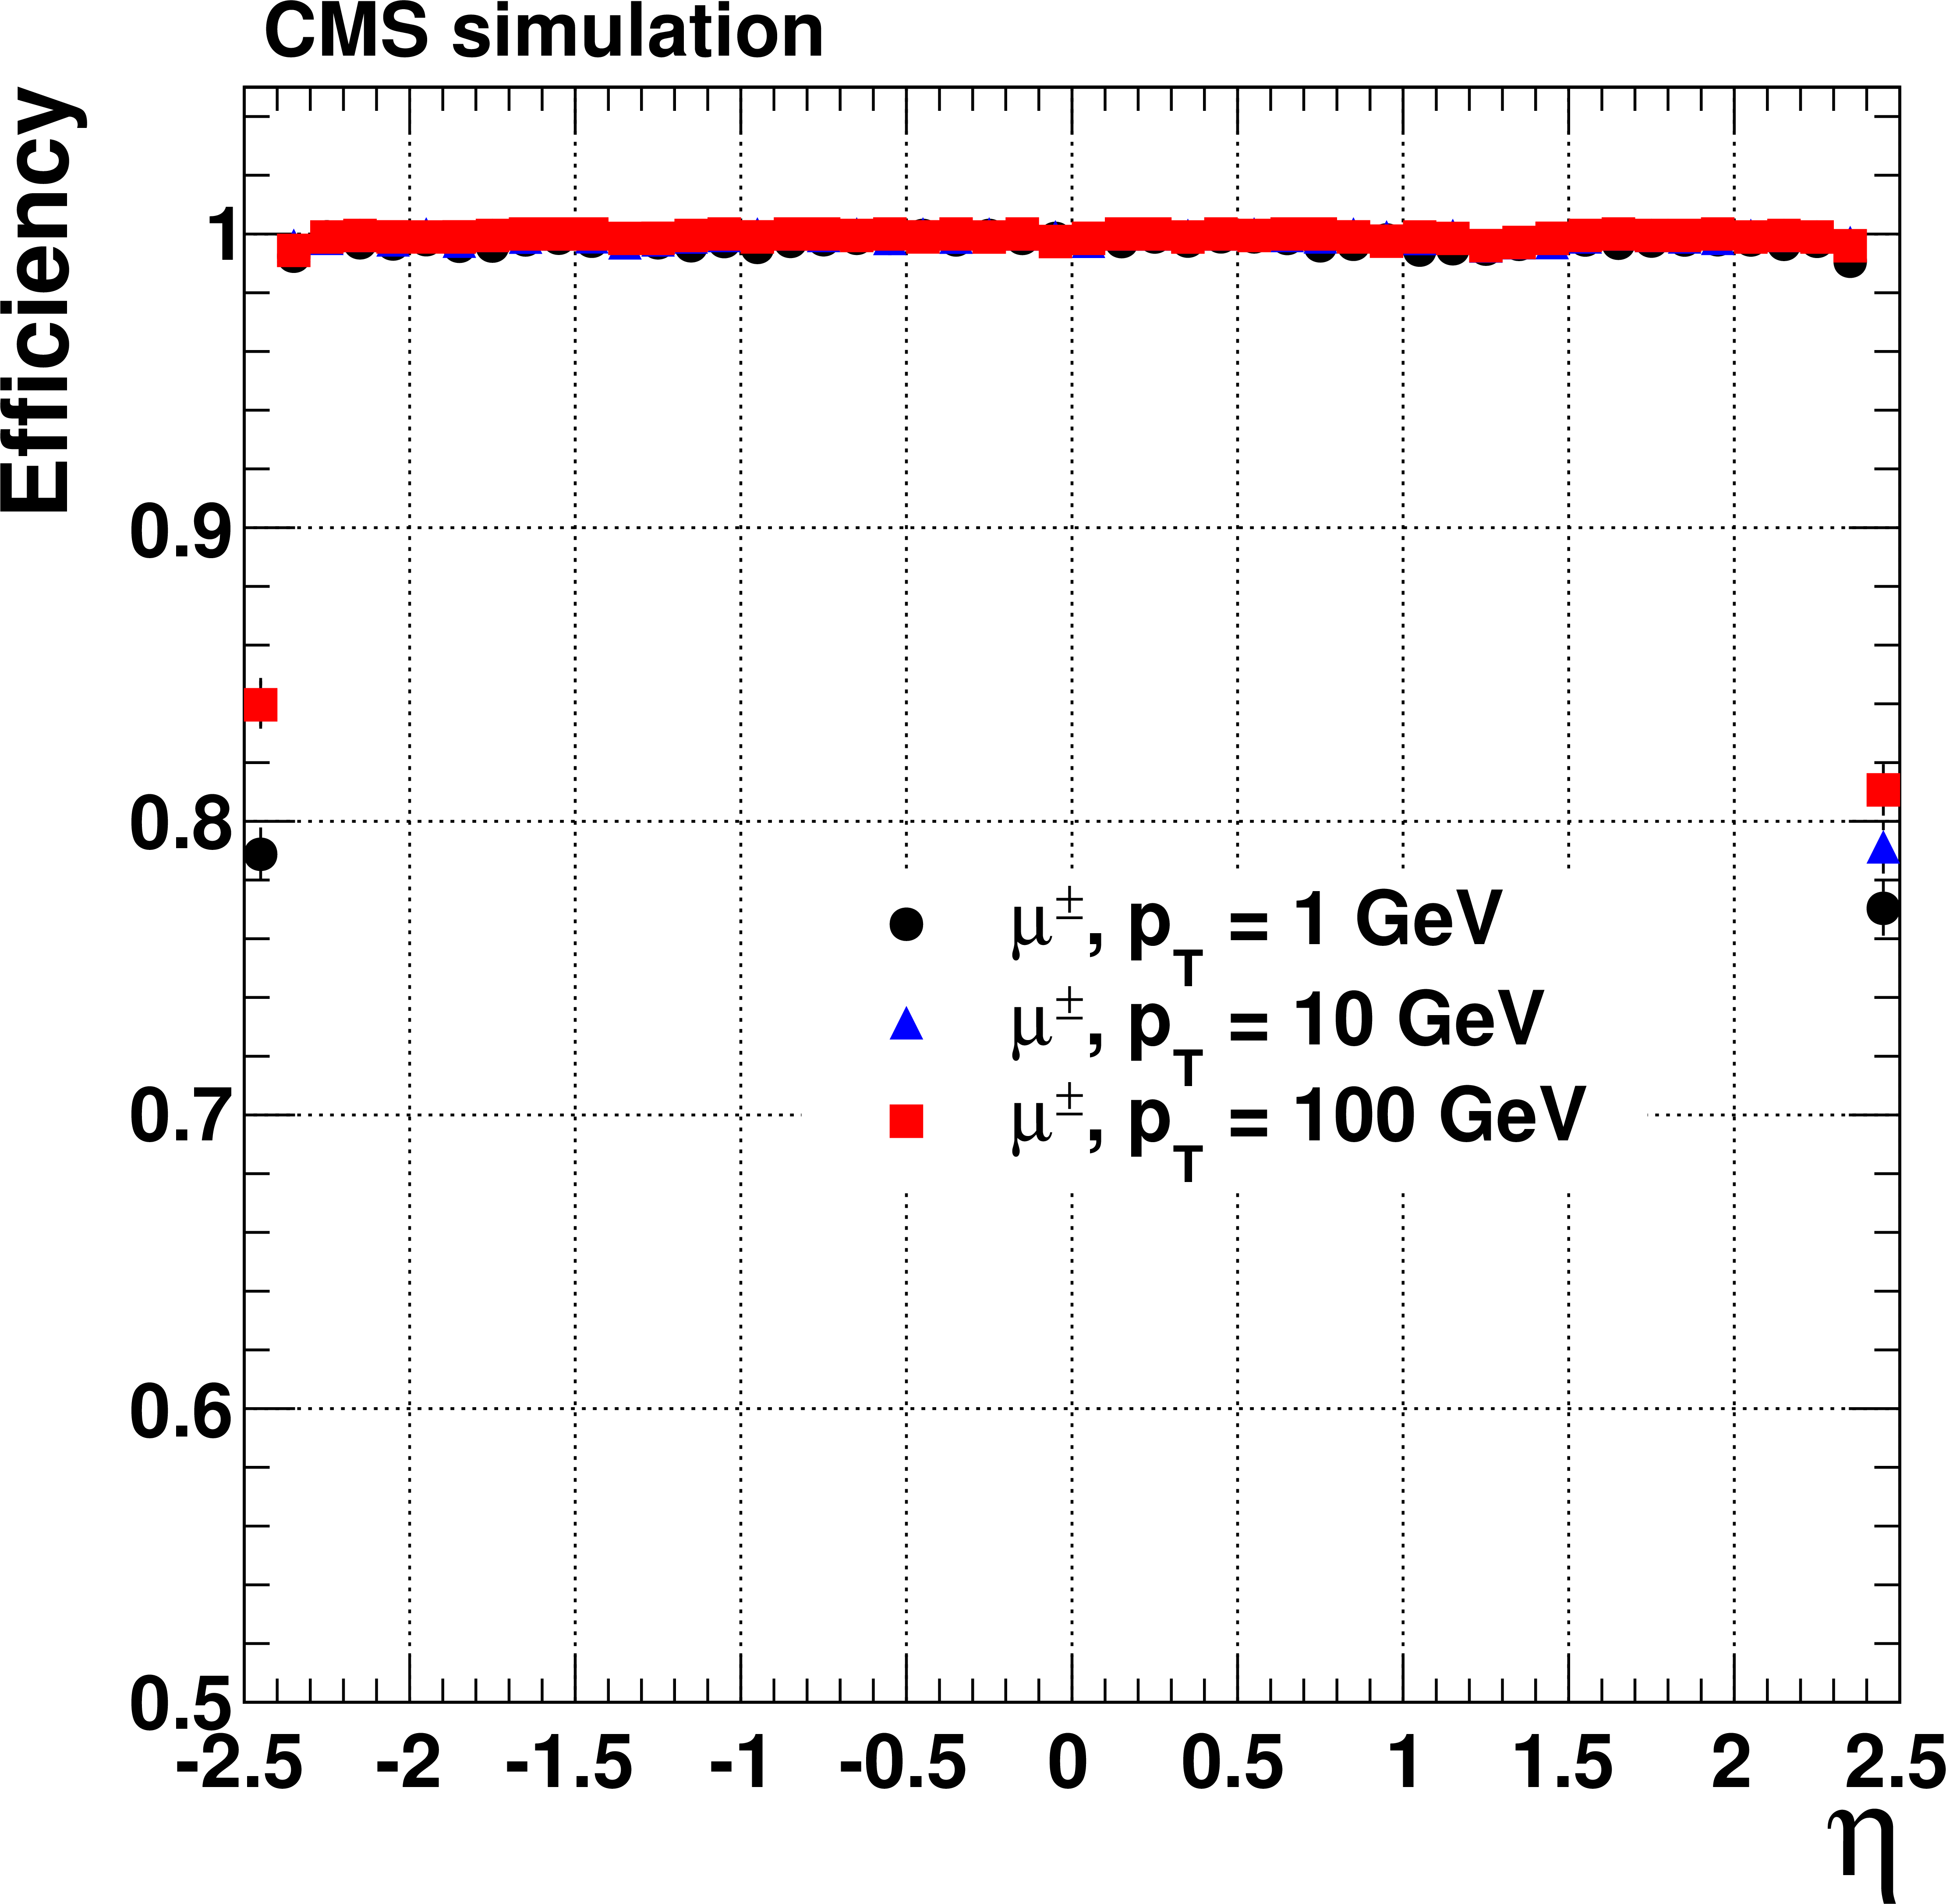 CMS simulation
Efficiency
1
0.9
0.8
0.7
0.6
0.5
μ±, pT = 1 GeV
μ±, pT = 10 GeV
μ±, pT = 100 GeV
-2.5 -2 -1.5 -1 -0.5 0 0.5 1 1.5 2 2.5
η